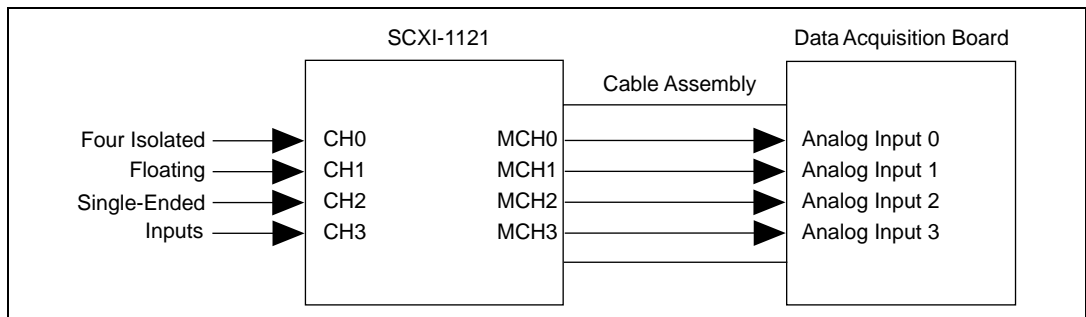 SCXI-1121
Data Acquisition Board
Cable Assembly
Four Isolated
Floating
Single-Ended
Inputs
CH0
CH1
CH2
CH3
MCH0
MCH1
MCH2
MCH3
Analog Input 0
Analog Input 1
Analog Input 2
Analog Input 3